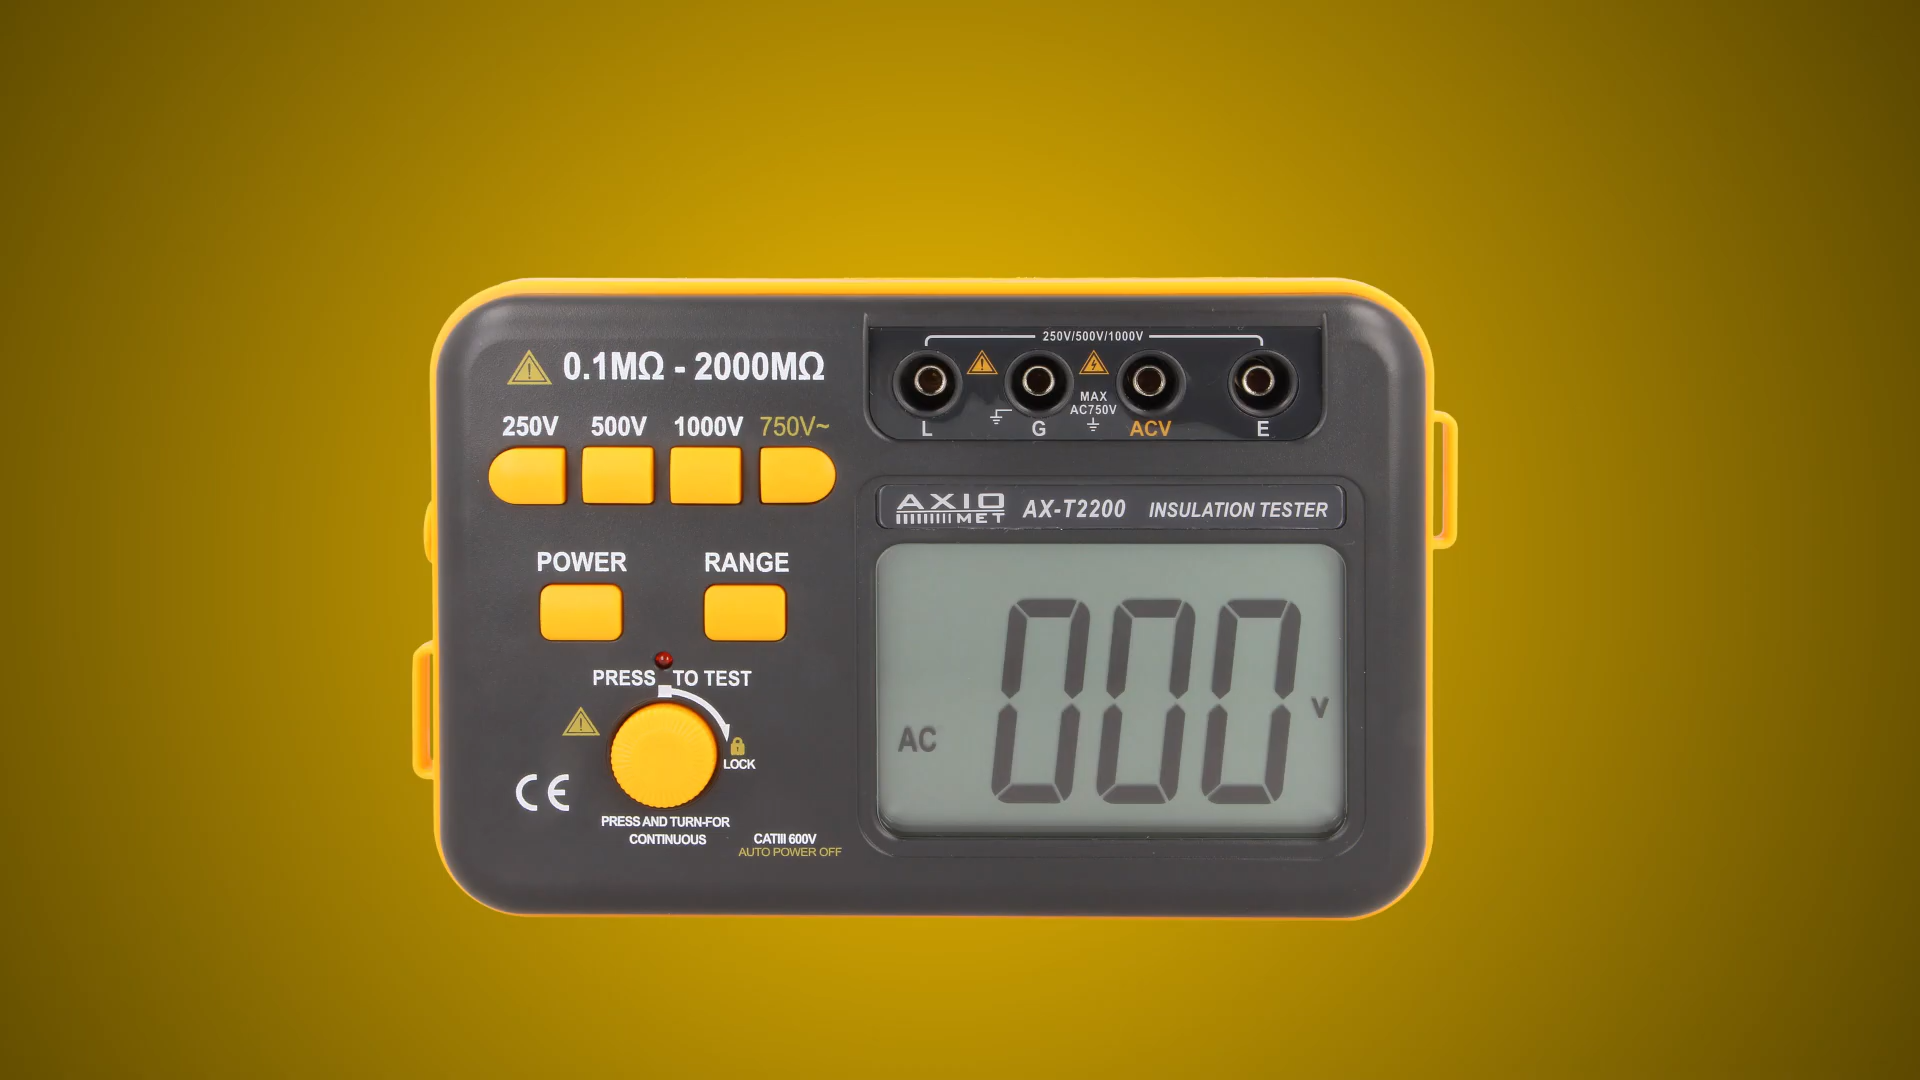 0.1MΩ - 2000MΩ
250V 500V 1000V 750V~
POWER RANGE
PRESS TO TEST
LOCK
CE
PRESS AND TURN-FOR
CONTINUOUS
CATIII 600V
AUTO POWER OFF
250V/500V/1000V
MAX
AC750V
L G ACV E
AXIO
MET
AX-T2200 INSULATION TESTER
000
V
AC